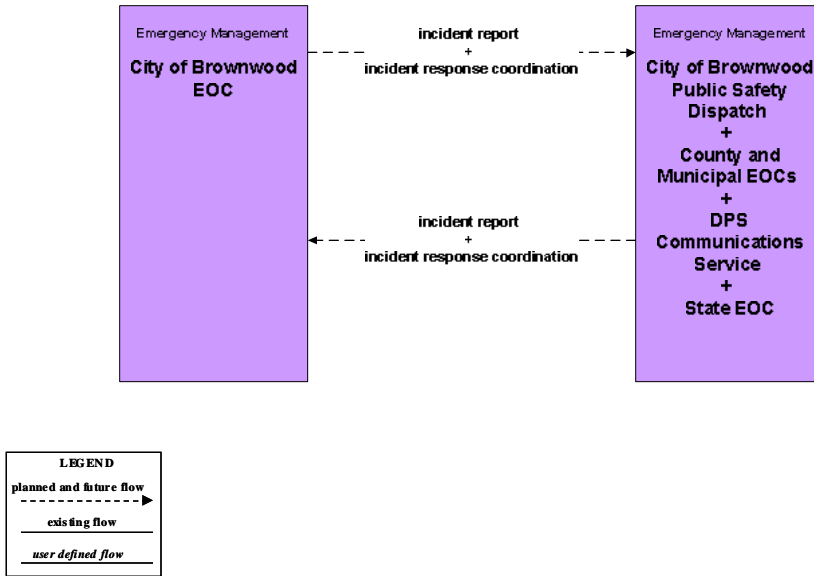 Emergency Management
City of Brownwood
EOC
incident report
+
incident response coordination
incident report
+
incident response coordination
Emergency Management
City of Brownwood
Public Safety
Dispatch
+
County and
Municipal EOCs
+
DPS
Communications
Service
+
State EOC
LEGEND
planned and future flow
existing flow
user defined flow